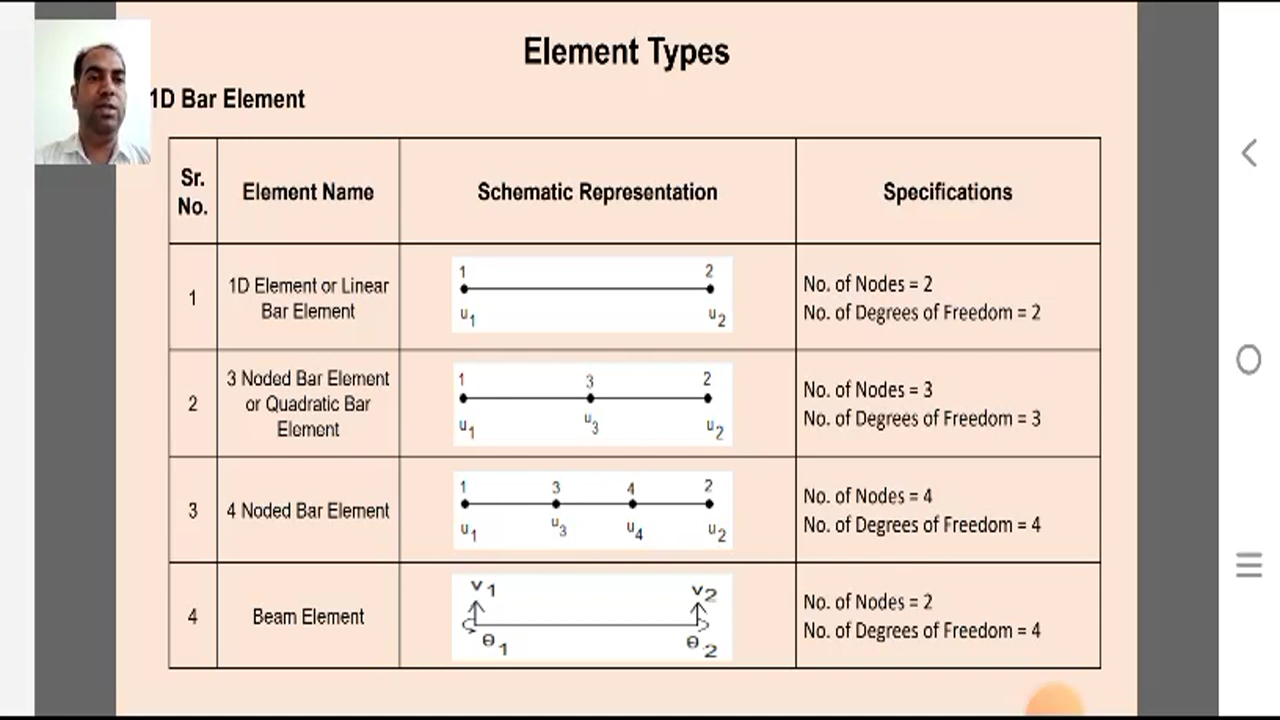 Element Types
1D Bar Element
Sr.
No.
Element Name
Schematic Representation
Specifications
1
1D Element or Linear
Bar Element
1 2
u1 u2
No. of Nodes = 2
No. of Degrees of Freedom = 2
2
3 Noded Bar Element
or Quadratic Bar
Element
1 3 2
u1 u3 u2
No. of Nodes = 3
No. of Degrees of Freedom = 3
3
4 Noded Bar Element
1 3 4 2
u1 u3 u4 u2
No. of Nodes = 4
No. of Degrees of Freedom = 4
4
Beam Element
v1 v2
θ1 θ2
No. of Nodes = 2
No. of Degrees of Freedom = 4